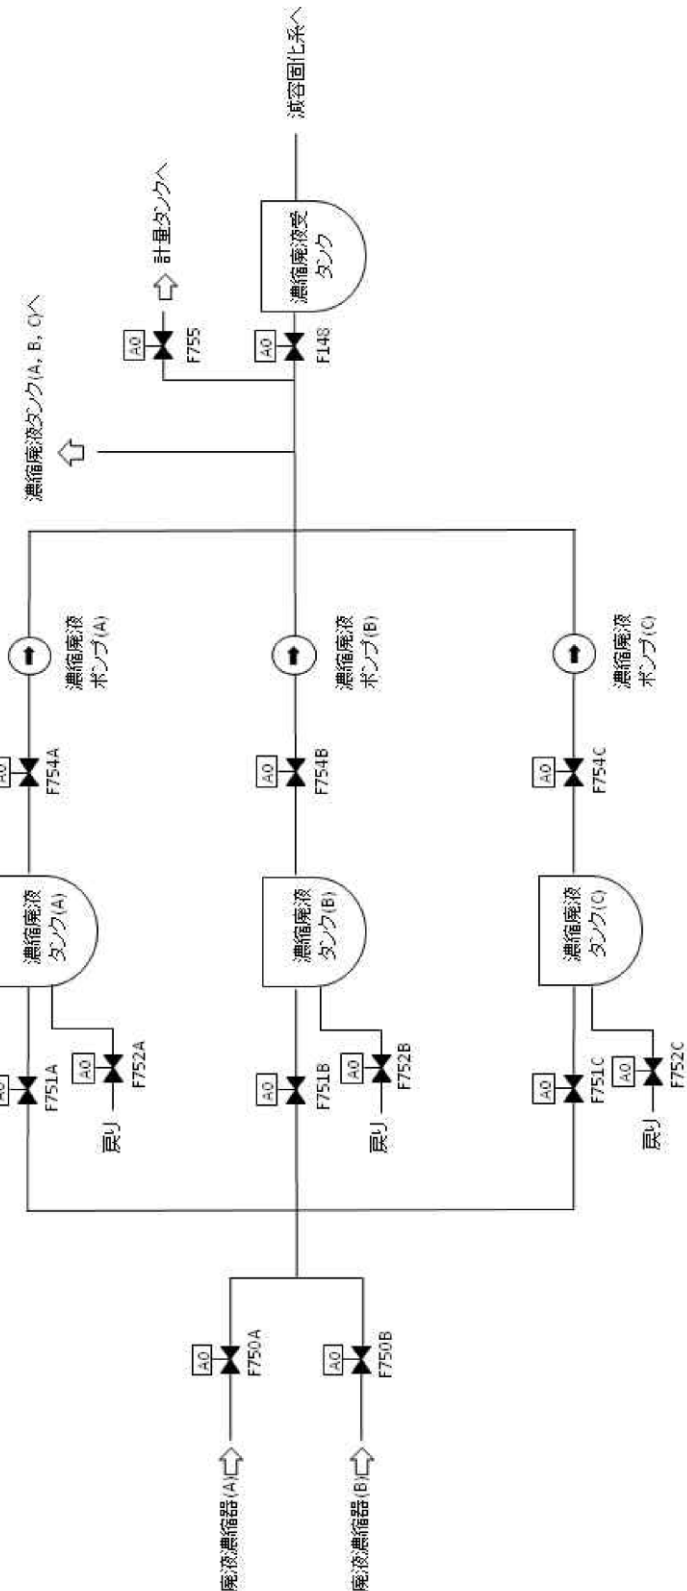 廃液濃縮器(A)
廃液濃縮器(B)
AO
F750A
AO
F750B
AO
F751A
AO
F752A
戻り
濃縮廃液
タンク(A)
AO
F754A
濃縮廃液
ポンプ(A)
AO
F751B
AO
F752B
戻り
濃縮廃液
タンク(B)
AO
F754B
濃縮廃液
ポンプ(B)
AO
F751C
AO
F752C
戻り
濃縮廃液
タンク(C)
AO
F754C
濃縮廃液
ポンプ(C)
濃縮廃液タンク(A, B, C)へ
AO
F755
計量タンクへ
AO
F148
濃縮廃液受
タンク
減容固化系へ